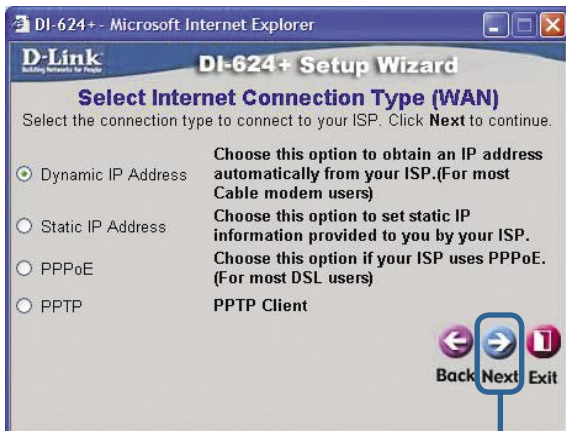 DI-624+ - Microsoft Internet Explorer
D-Link
Building Networks for People
DI-624+ Setup Wizard
Select Internet Connection Type (WAN)
Select the connection type to connect to your ISP. Click Next to continue.
Dynamic IP Address
Choose this option to obtain an IP address
automatically from your ISP.(For most
Cable modem users)
Static IP Address
Choose this option to set static IP
information provided to you by your ISP.
PPPoE
Choose this option if your ISP uses PPPoE.
(For most DSL users)
PPTP
PPTP Client
Back Next Exit